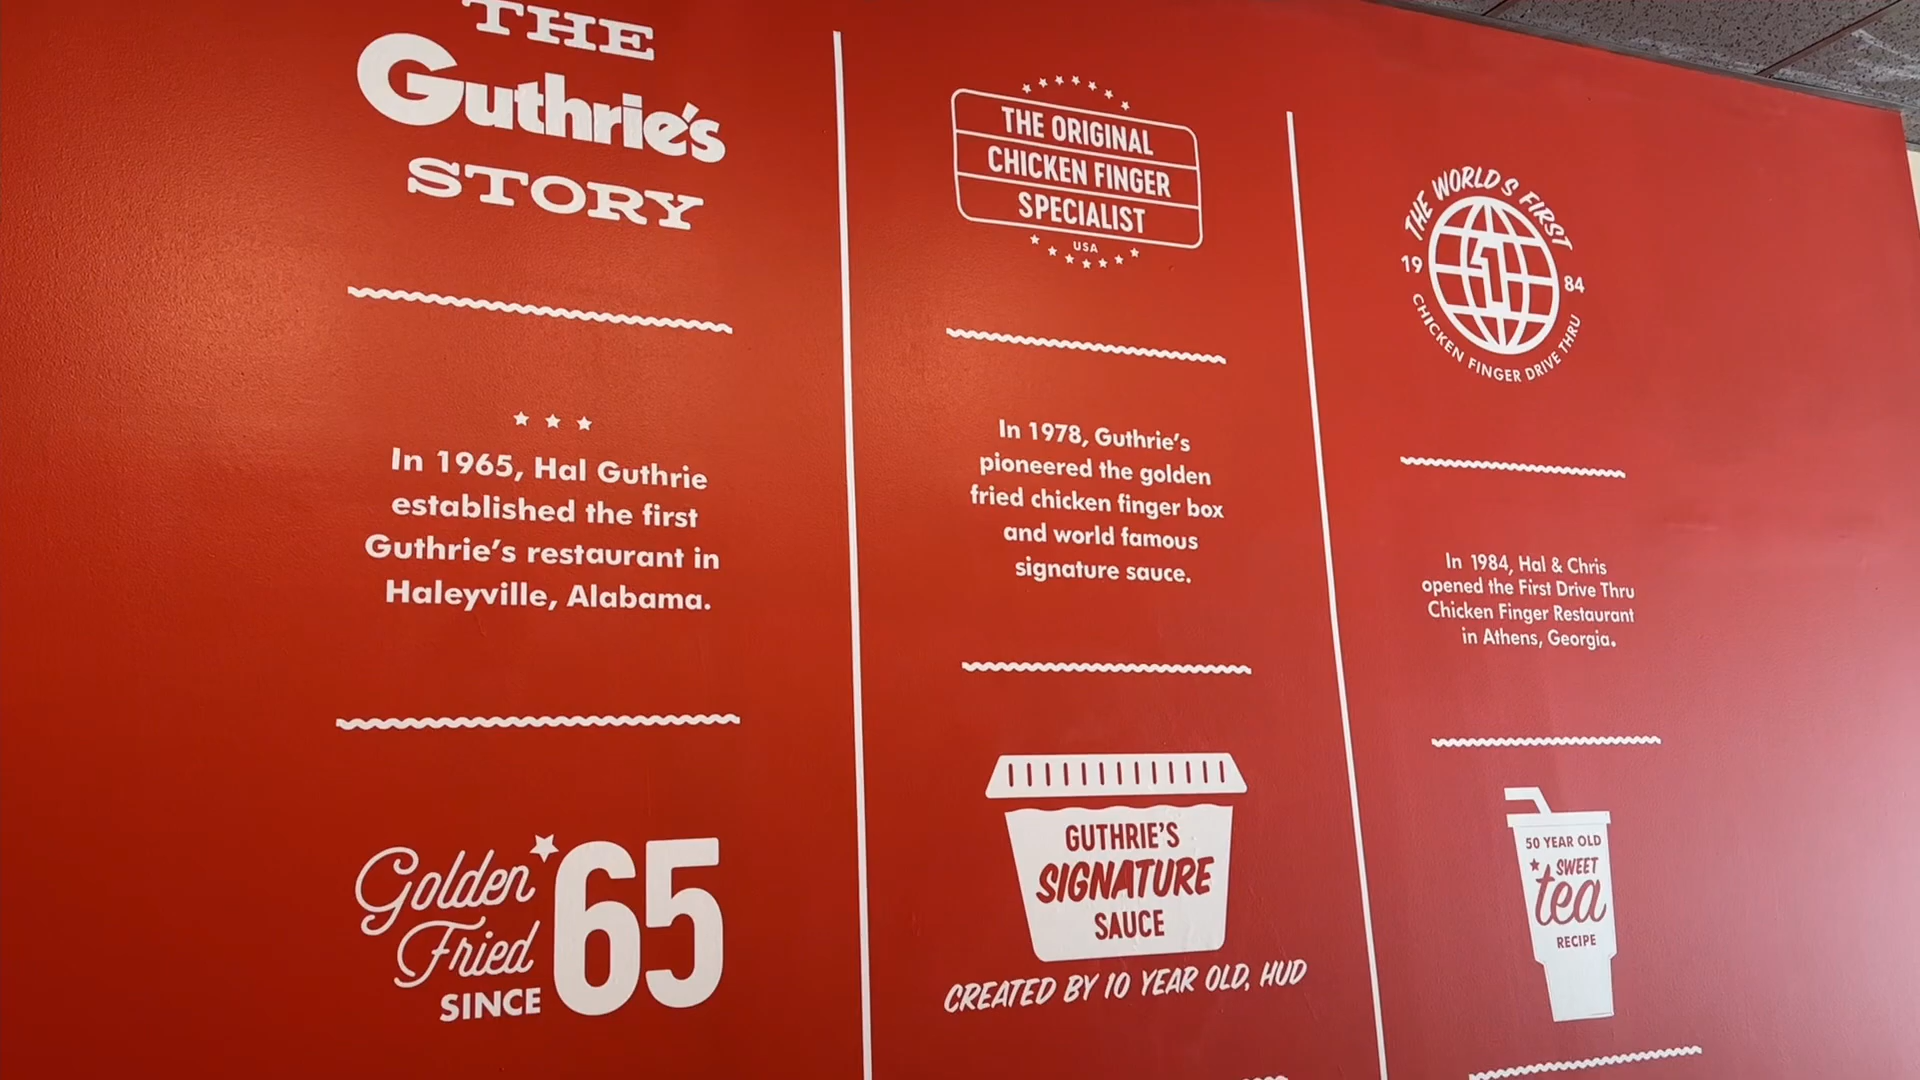 THE
Guthrie's
STORY
In 1965, Hal Guthrie
established the first
Guthrie's restaurant in
Haleyville, Alabama.
Golden
Fried
SINCE
65
THE ORIGINAL
CHICKEN FINGER
SPECIALIST
USA
In 1978, Guthrie's
pioneered the golden
fried chicken finger box
and world famous
signature sauce.
GUTHRIE'S
SIGNATURE
SAUCE
CREATED BY 10 YEAR OLD, HUD
THE WORLD S FIRST
19
1
84
CHICKEN FINGER DRIVE THRU
In 1984, Hal & Chris
opened the First Drive Thru
Chicken Finger Restaurant
in Athens, Georgia.
50 YEAR OLD
SWEET
tea
RECIPE